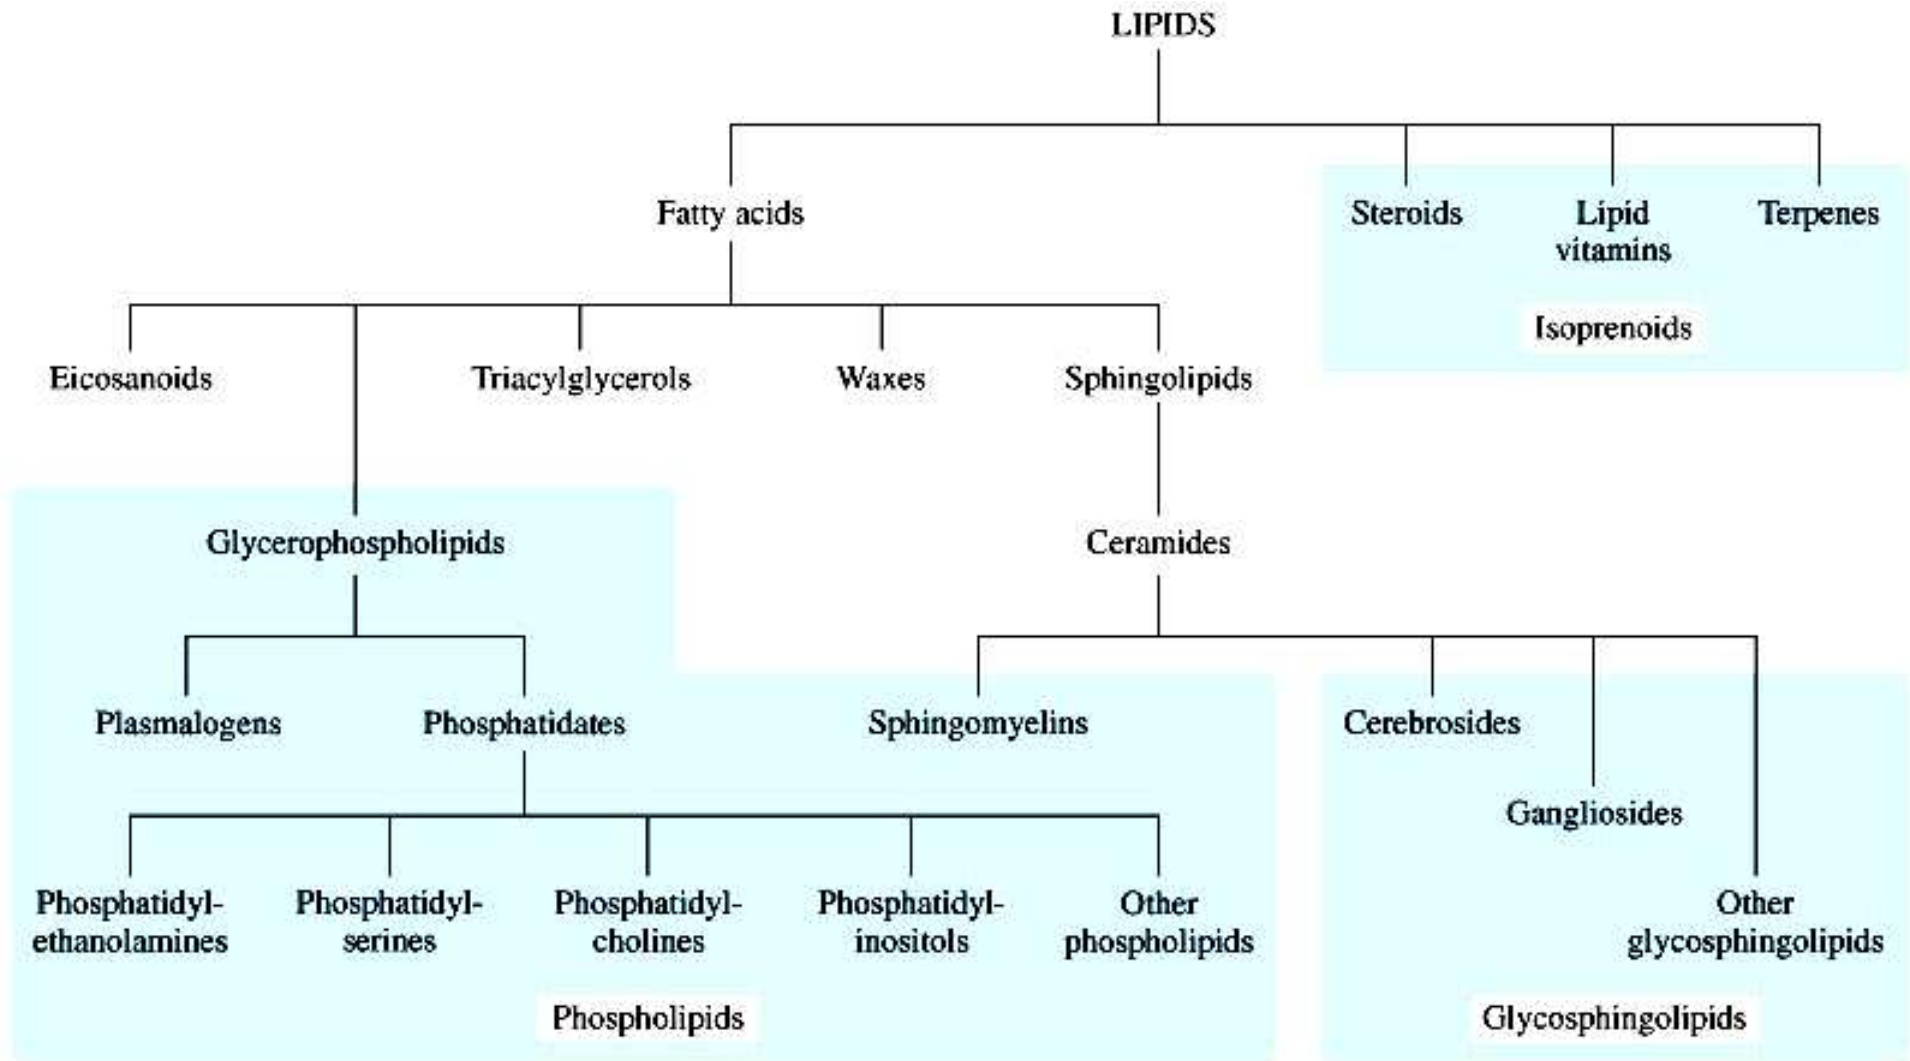 LIPIDS
Fatty acids
Steroids
Lipid
vitamins
Terpenes
Isoprenoids
Eicosanoids
Triacylglycerols
Waxes
Sphingolipids
Glycerophospholipids
Ceramides
Plasmalogens
Phosphatidates
Sphingomyelins
Cerebrosides
Gangliosides
Phosphatidyl-
ethanolamines
Phosphatidyl-
serines
Phosphatidyl-
cholines
Phosphatidyl-
inositols
Other
phospholipids
Other
glycosphingolipids
Phospholipids
Glycosphingolipids